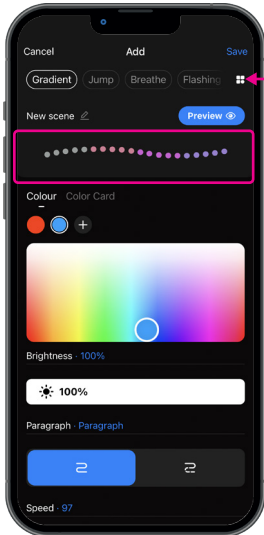 Cancel Add Save
Gradient Jump Breathe Flashing
New scene Preview
Colour Color Card
Brightness · 100%
100%
Paragraph · Paragraph
Speed · 97